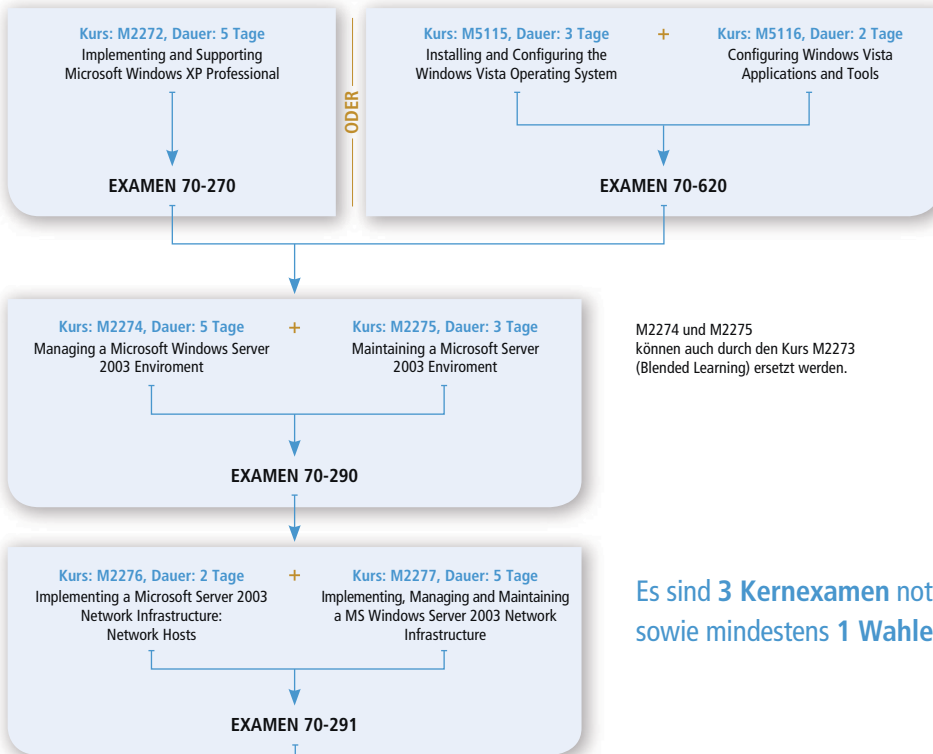 Kurs: M2272, Dauer: 5 Tage
Implementing and Supporting
Microsoft Windows XP Professional
EXAMEN 70-270
ODER
Kurs: M5115, Dauer: 3 Tage
Installing and Configuring the
Windows Vista Operating System
+
Kurs: M5116, Dauer: 2 Tage
Configuring Windows Vista
Applications and Tools
EXAMEN 70-620
Kurs: M2274, Dauer: 5 Tage
Managing a Microsoft Windows Server
2003 Enviroment
+
Kurs: M2275, Dauer: 3 Tage
Maintaining a Microsoft Server
2003 Enviroment
EXAMEN 70-290
M2274 und M2275
können auch durch den Kurs M2273
(Blended Learning) ersetzt werden.
Kurs: M2276, Dauer: 2 Tage
Implementing a Microsoft Server 2003
Network Infrastructure:
Network Hosts
+
Kurs: M2277, Dauer: 5 Tage
Implementing, Managing and Maintaining
a MS Windows Server 2003 Network
Infrastructure
EXAMEN 70-291
Es sind 3 Kernexamen not
sowie mindestens 1 Wahle